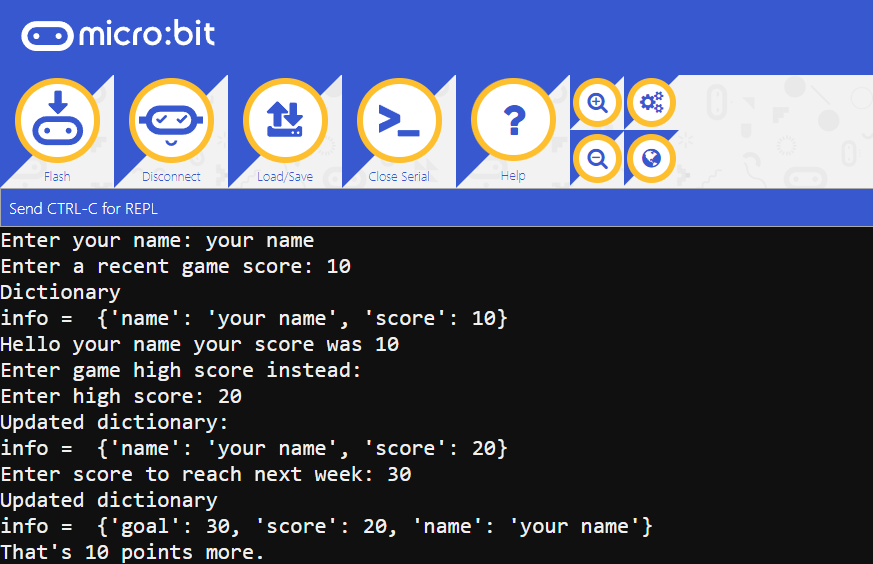 micro:bit
Flash
Disconnect
Load/Save
Close Serial
Help
Send CTRL-C for REPL
Enter your name: your name
Enter a recent game score: 10
Dictionary
info =  {'name': 'your name', 'score': 10}
Hello your name your score was 10
Enter game high score instead:
Enter high score: 20
Updated dictionary:
info =  {'name': 'your name', 'score': 20}
Enter score to reach next week: 30
Updated dictionary
info =  {'goal': 30, 'score': 20, 'name': 'your name'}
That's 10 points more.